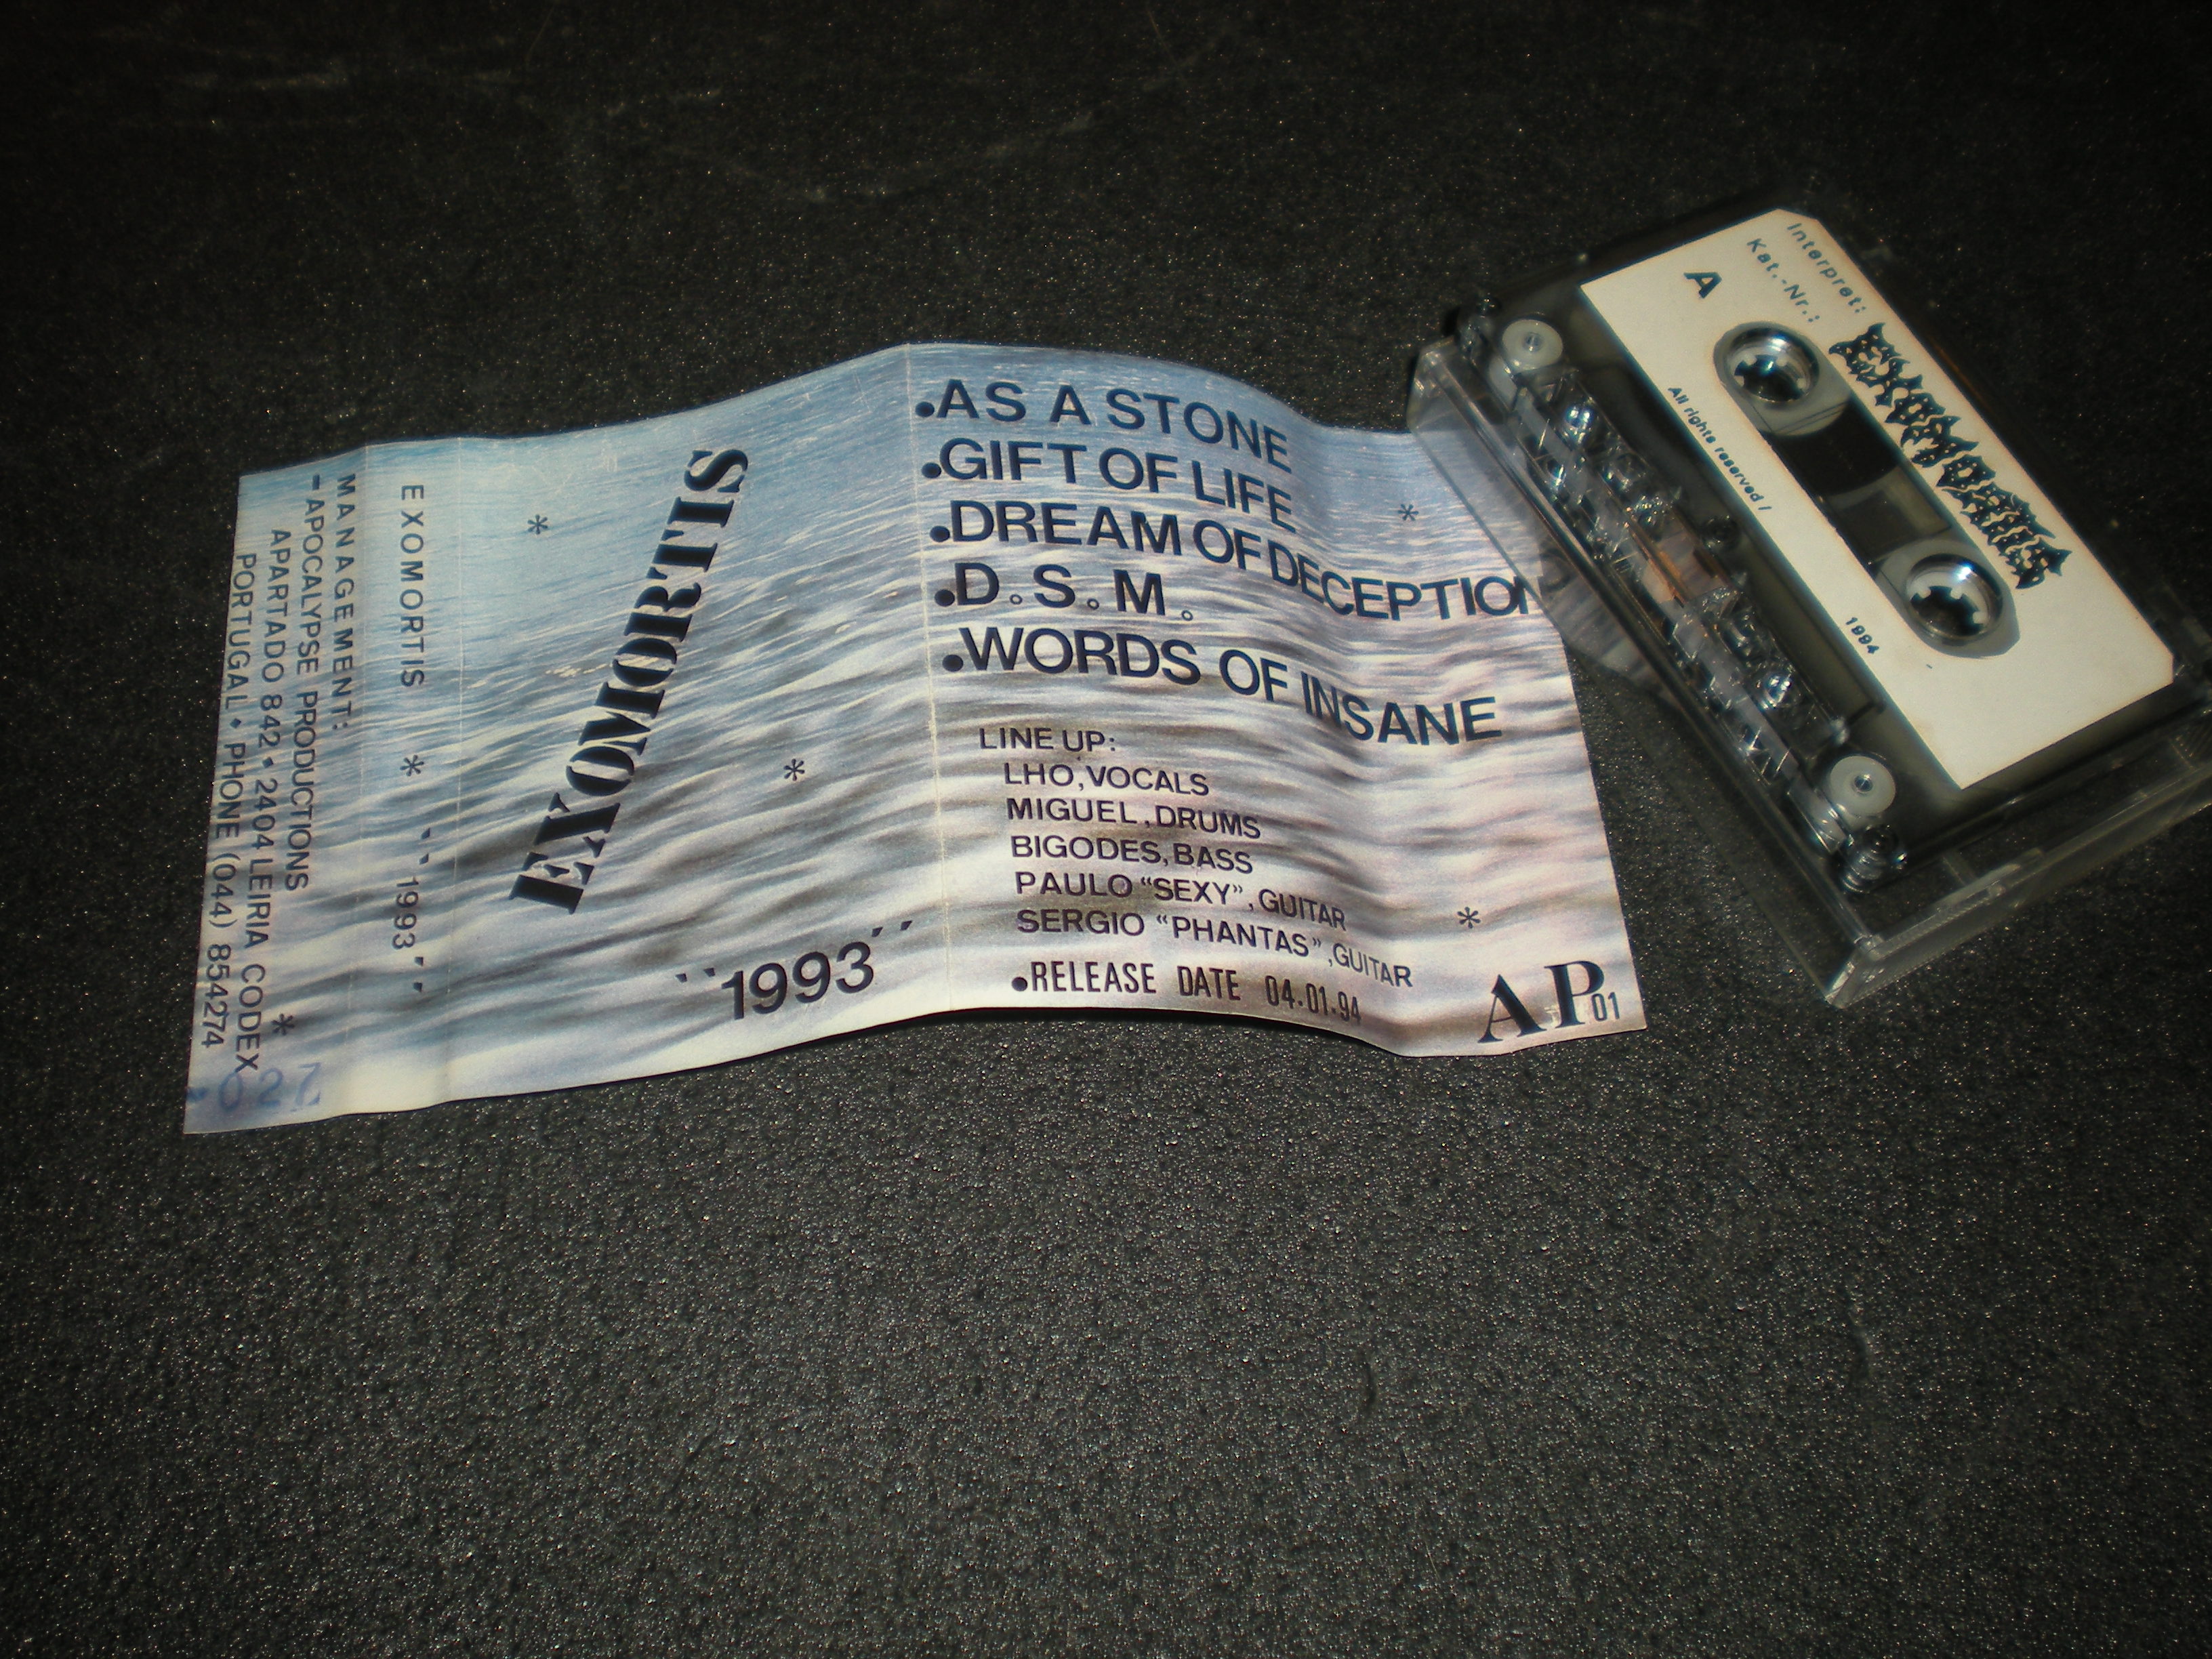 MANAGEMENT:
-APOCALYPSE PRODUCTIONS *
APARTADO 842 • 2404 LEIRIA CODEX
PORTUGAL • PHONE (044) 854274
EXOMORTIS * "1993"
*
EXOMORTIS
*
"1993"
•AS A STONE
•GIFT OF LIFE
*
•DREAM OF DECEPTION
•D.S.M.
•WORDS OF INSANE
LINE UP:
LHO,VOCALS
MIGUEL,DRUMS
BIGODES,BASS
PAULO "SEXY",GUITAR
SERGIO "PHANTAS",GUITAR
*
•RELEASE DATE 04.01.94
AP01
Interpret: EXOMORTIS
Kat.-Nr.:
A
All rights reserved /
1994